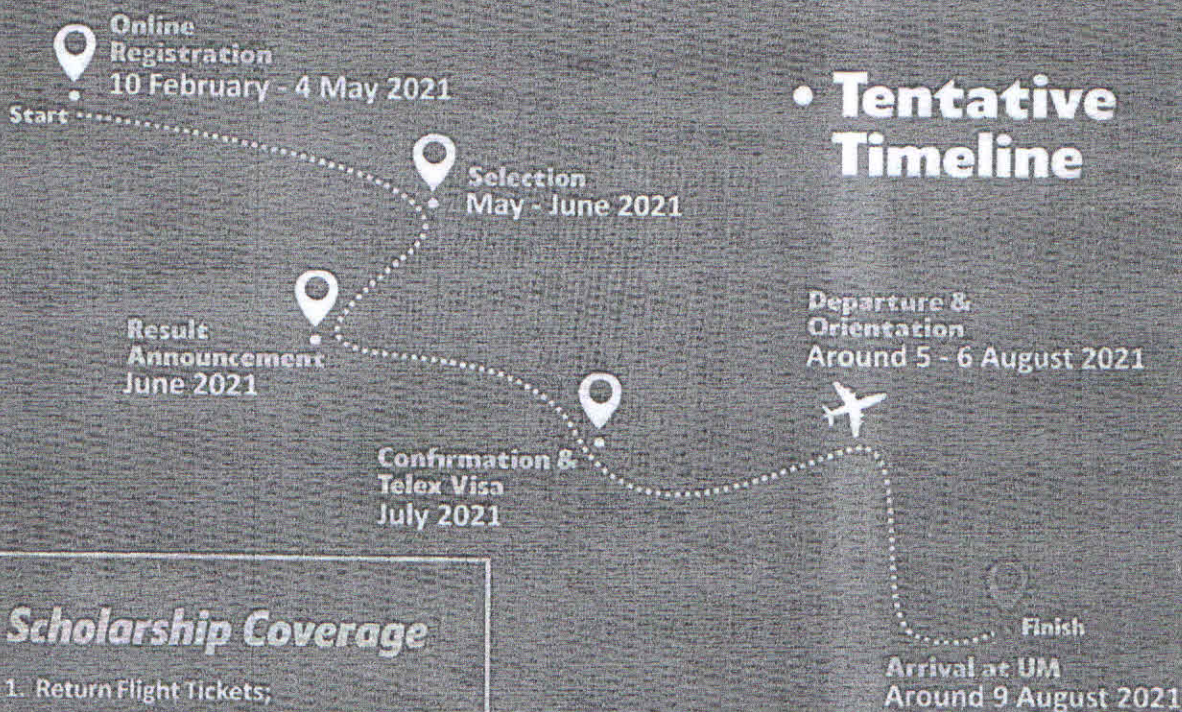 Online
Registration
10 February - 4 May 2021
Start
• Tentative
Timeline
Selection
May - June 2021
Result
Announcement
June 2021
Departure &
Orientation
Around 5 - 6 August 2021
Confirmation &
Telex Visa
July 2021
Finish
Arrival at UM
Around 9 August 2021
Scholarship Coverage
1. Return Flight Tickets;